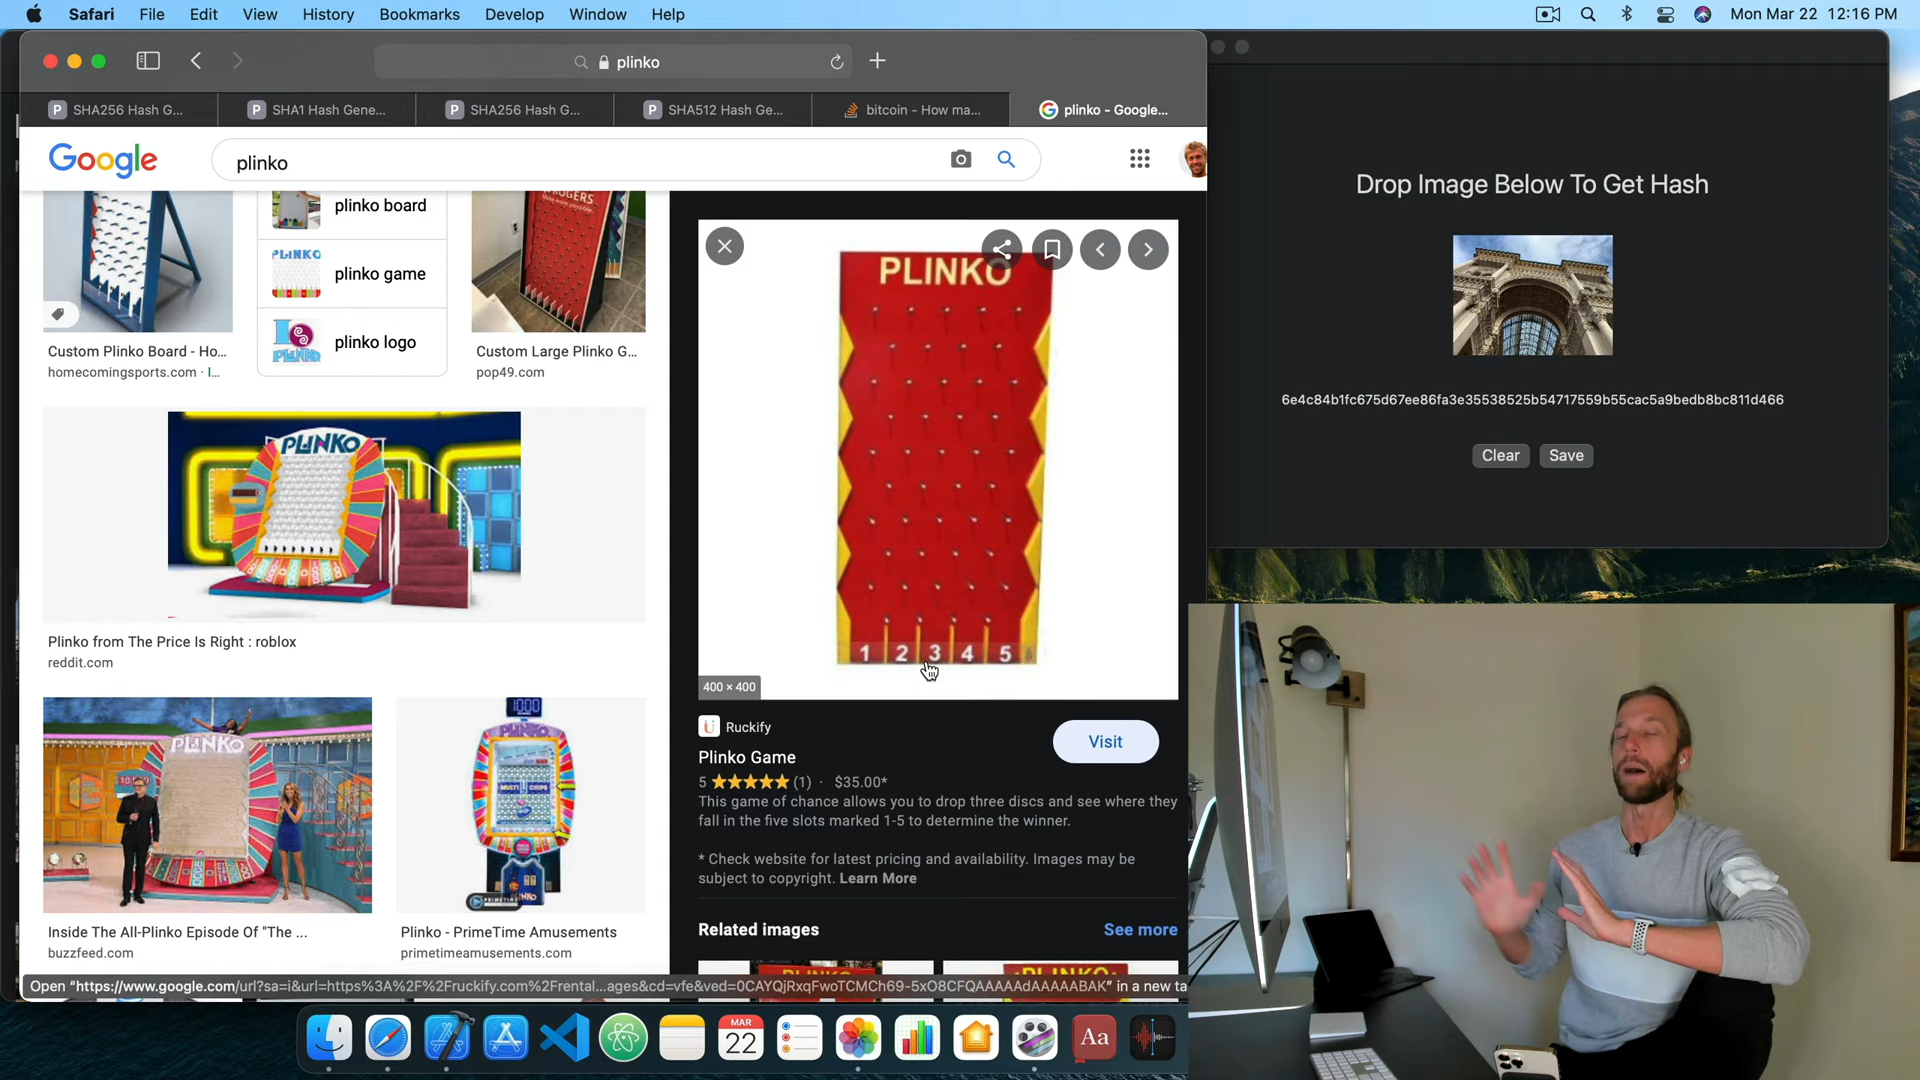 Safari File Edit View History Bookmarks Develop Window Help
Mon Mar 22 12:16 PM
plinko
SHA256 Hash G...
SHA1 Hash Gene...
SHA256 Hash G...
SHA512 Hash Ge...
bitcoin - How ma...
plinko - Google...
Google
plinko
plinko board
plinko game
plinko logo
Custom Plinko Board - Ho...
homecomingsports.com · I...
Custom Large Plinko G...
pop49.com
PLINKO
Plinko from The Price Is Right : roblox
reddit.com
PLINKO
Inside The All-Plinko Episode Of "The ...
buzzfeed.com
1000
PLINKO
Plinko - PrimeTime Amusements
primetimeamusements.com
PLINKO
1 2 3 4 5
400 × 400
Ruckify
Plinko Game
Visit
5 ★★★★★ (1) · $35.00*
This game of chance allows you to drop three discs and see where they
fall in the five slots marked 1-5 to determine the winner.
* Check website for latest pricing and availability. Images may be
subject to copyright. Learn More
Related images
See more
PLINKO
Open "https://www.google.com/url?sa=i&url=https%3A%2F%2Fruckify.com%2Frental...ages&cd=vfe&ved=0CAYQjRxqFwoTCMCh69-5xO8CFQAAAAAdAAAAABAK" in a new ta
Drop Image Below To Get Hash
6e4c84b1fc675d67ee86fa3e35538525b54717559b55cac5a9bedb8bc811d466
Clear
Save
MAR
22
Aa